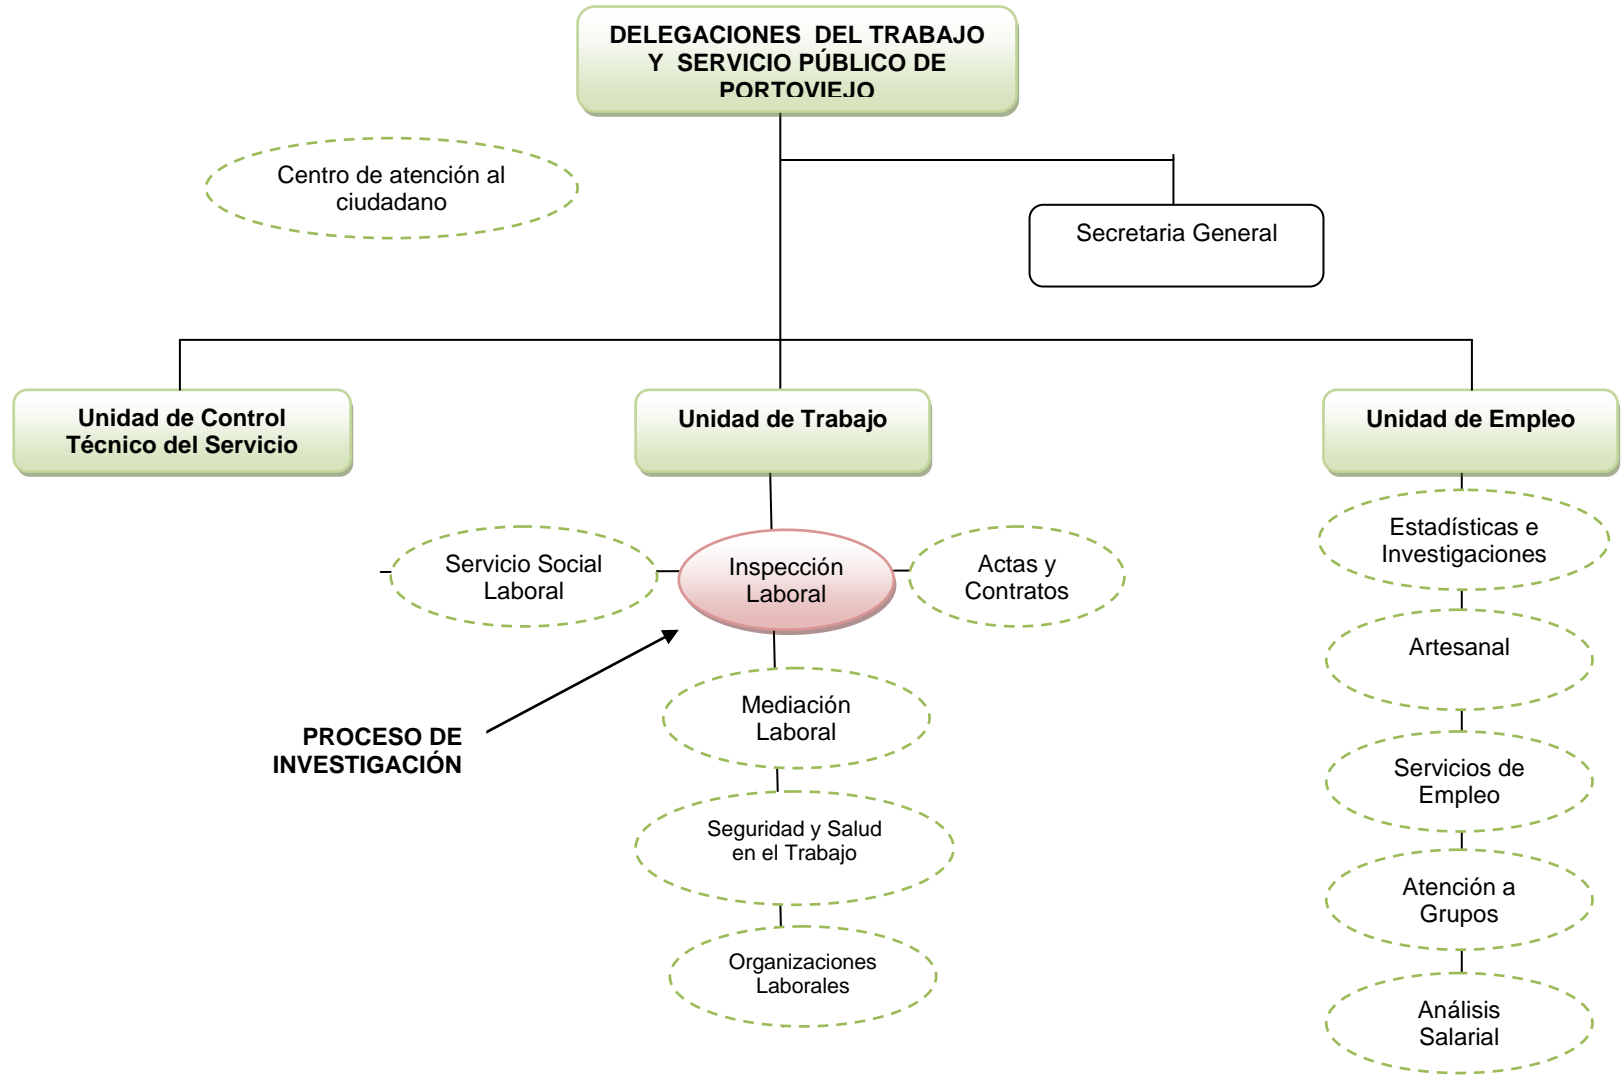 DELEGACIONES DEL TRABAJO
Y SERVICIO PÚBLICO DE
PORTOVIEJO
Centro de atención al
ciudadano
Secretaria General
Unidad de Control
Técnico del Servicio
Unidad de Trabajo
Unidad de Empleo
Servicio Social
Laboral
Inspección
Laboral
Actas y
Contratos
Estadísticas e
Investigaciones
Artesanal
PROCESO DE
INVESTIGACIÓN
Mediación
Laboral
Servicios de
Empleo
Seguridad y Salud
en el Trabajo
Atención a
Grupos
Organizaciones
Laborales
Análisis
Salarial